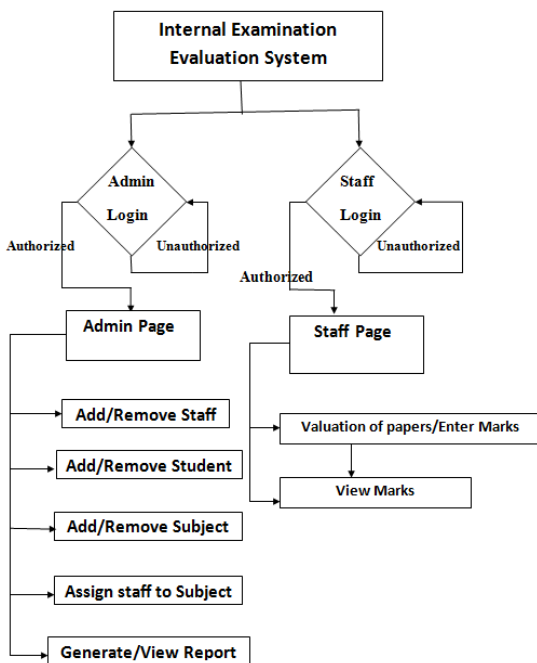 Internal Examination
Evaluation System
Admin
Login
Authorized
Unauthorized
Staff
Login
Authorized
Unauthorized
Admin Page
Add/Remove Staff
Add/Remove Student
Add/Remove Subject
Assign staff to Subject
Generate/View Report
Staff Page
Valuation of papers/Enter Marks
View Marks